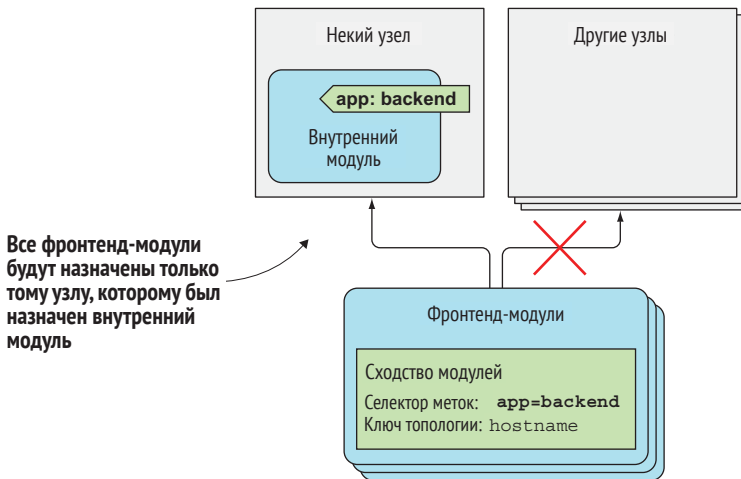 Некий узел
Другие узлы
app: backend
Внутренний
модуль
Все фронтенд-модули
будут назначены только
тому узлу, которому был
назначен внутренний
модуль
Фронтенд-модули
Сходство модулей
Селектор меток: app=backend
Ключ топологии: hostname